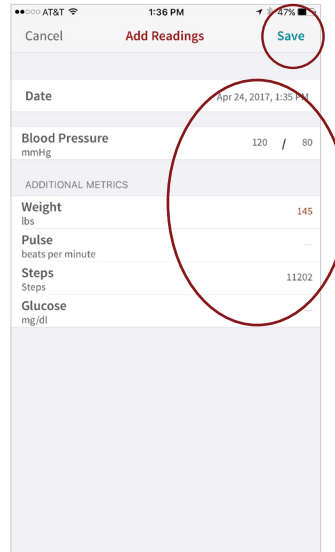 AT&T 1:36 PM 47%
Cancel Add Readings Save
Date Apr 24, 2017, 1:35 PM
Blood Pressure 120 / 80
mmHg
ADDITIONAL METRICS
Weight 145
lbs
Pulse —
beats per minute
Steps 11202
Steps
Glucose —
mg/dl